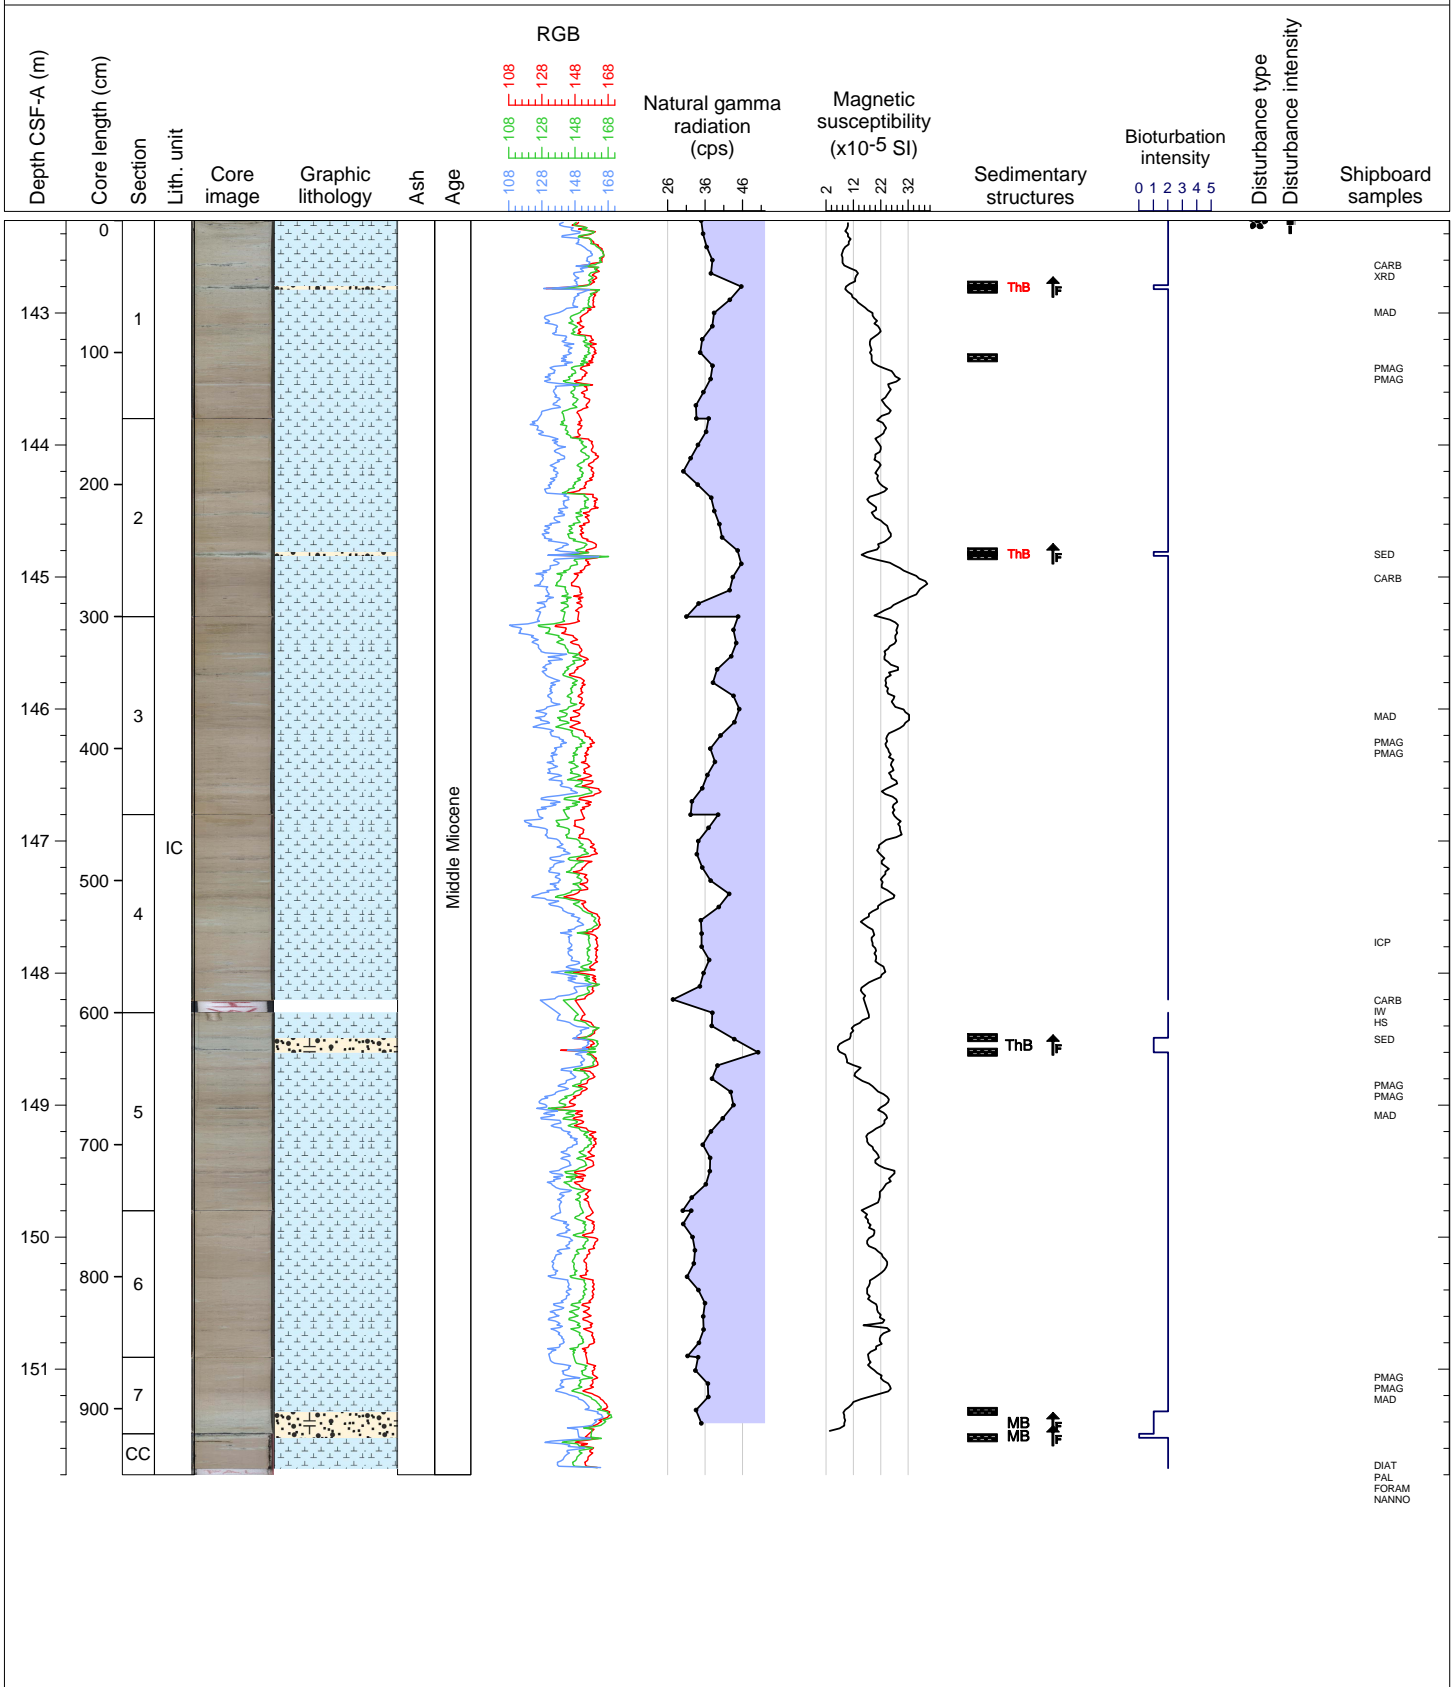 Depth CSF-A (m)
Core length (cm)
Section
Lith. unit
Core
image
Graphic
lithology
Ash
Age
RGB
108 128 148 168
108 128 148 168
108 128 148 168
Natural gamma
radiation
(cps)
26 36 46
Magnetic
susceptibility
(x10-5 SI)
2 12 22 32
Sedimentary
structures
Bioturbation
intensity
0 1 2 3 4 5
Disturbance type
Disturbance intensity
Shipboard
samples
0
CARB
XRD
ThB F
143
1
MAD
100
PMAG
PMAG
144
200
2
ThB F
SED
145
CARB
300
146
3
MAD
400
PMAG
PMAG
147
IC
Middle Miocene
500
4
ICP
148
CARB
600
IW
HS
SED
ThB F
149
5
PMAG
PMAG
MAD
700
150
800
6
151
7
PMAG
PMAG
MAD
900
MB F
MB F
CC
DIAT
PAL
FORAM
NANNO